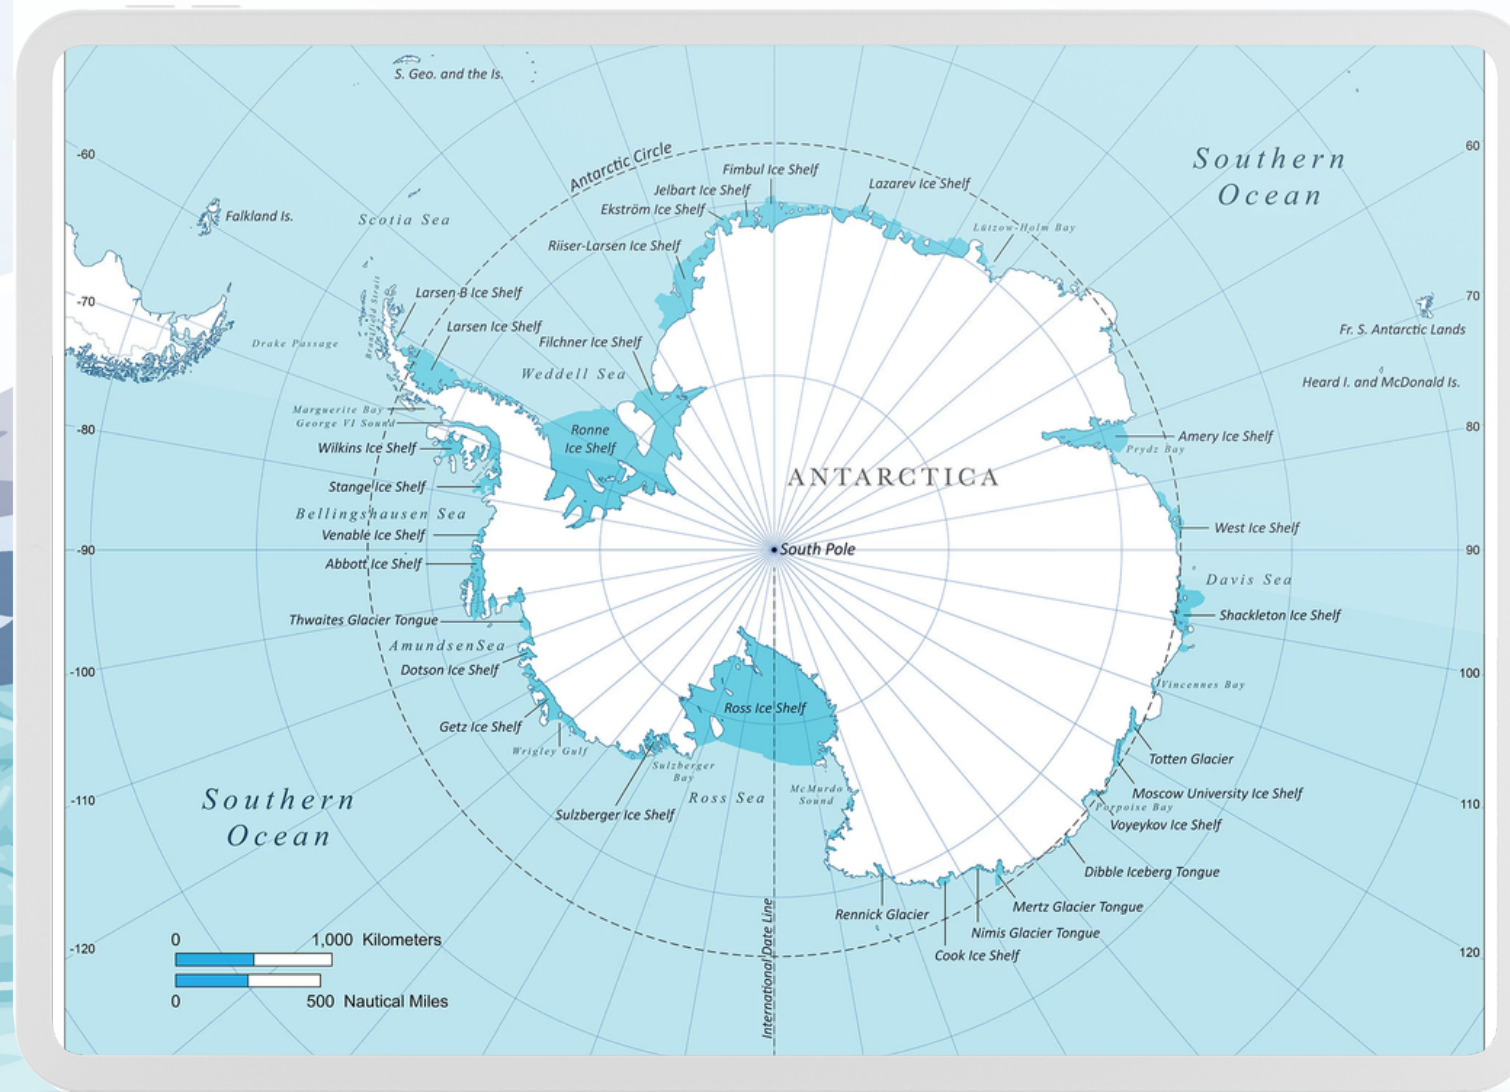 S. Geo. and the Is.
-60
60
Southern
Ocean
Antarctic Circle
Fimbul Ice Shelf
Jelbart Ice Shelf
Lazarev Ice Shelf
Ekström Ice Shelf
Falkland Is.
Scotia Sea
Lützow-Holm Bay
Riiser-Larsen Ice Shelf
-70
70
Larsen B Ice Shelf
Bransfield Strait
Larsen Ice Shelf
Fr. S. Antarctic Lands
Drake Passage
Filchner Ice Shelf
Weddell Sea
Heard I. and McDonald Is.
Marguerite Bay
George VI Sound
-80
80
Ronne
Ice Shelf
Amery Ice Shelf
Wilkins Ice Shelf
Prydz Bay
ANTARCTICA
Stange Ice Shelf
Bellingshausen Sea
West Ice Shelf
Venable Ice Shelf
-90
South Pole
90
Abbott Ice Shelf
Davis Sea
Thwaites Glacier Tongue
Shackleton Ice Shelf
Amundsen Sea
Dotson Ice Shelf
-100
100
Vincennes Bay
Ross Ice Shelf
Getz Ice Shelf
Wrigley Gulf
Totten Glacier
Sulzberger
Bay
McMurdo
Sound
Ross Sea
Moscow University Ice Shelf
Porpoise Bay
-110
110
Southern
Ocean
Sulzberger Ice Shelf
Voyeykov Ice Shelf
Dibble Iceberg Tongue
Mertz Glacier Tongue
Rennick Glacier
Nimis Glacier Tongue
Cook Ice Shelf
International Date Line
-120
120
0 1,000 Kilometers
0 500 Nautical Miles